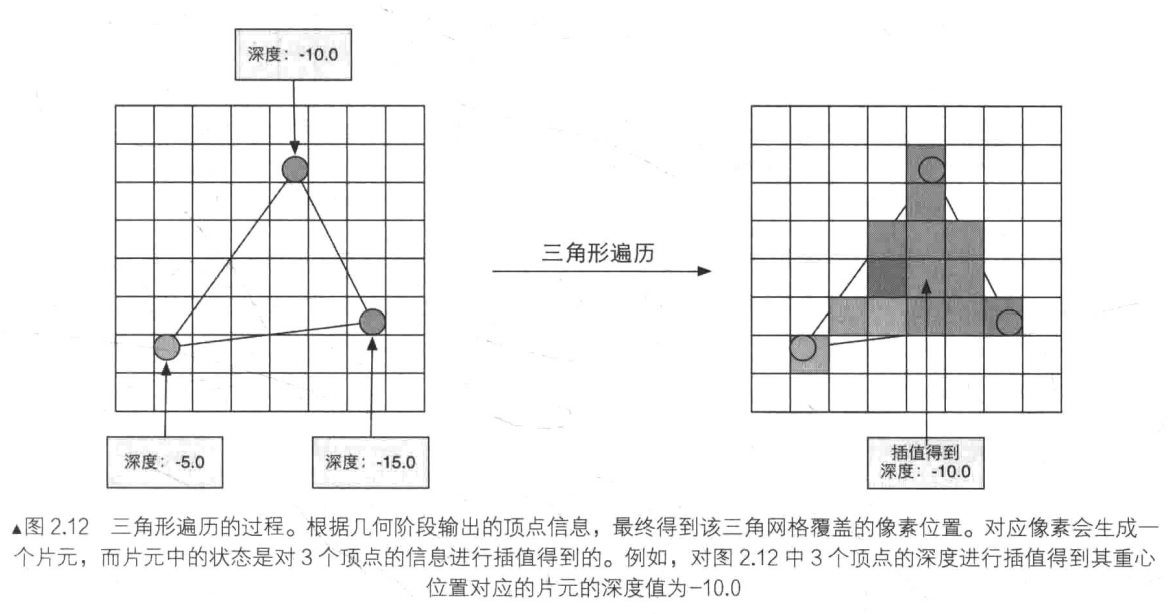 深度：-10.0
三角形遍历
深度：-5.0
深度：-15.0
插值得到
深度：-10.0
▲图 2.12 三角形遍历的过程。根据几何阶段输出的顶点信息，最终得到该三角网格覆盖的像素位置。对应像素会生成一
个片元，而片元中的状态是对 3 个顶点的信息进行插值得到的。例如，对图 2.12 中 3 个顶点的深度进行插值得到其重心
位置对应的片元的深度值为-10.0